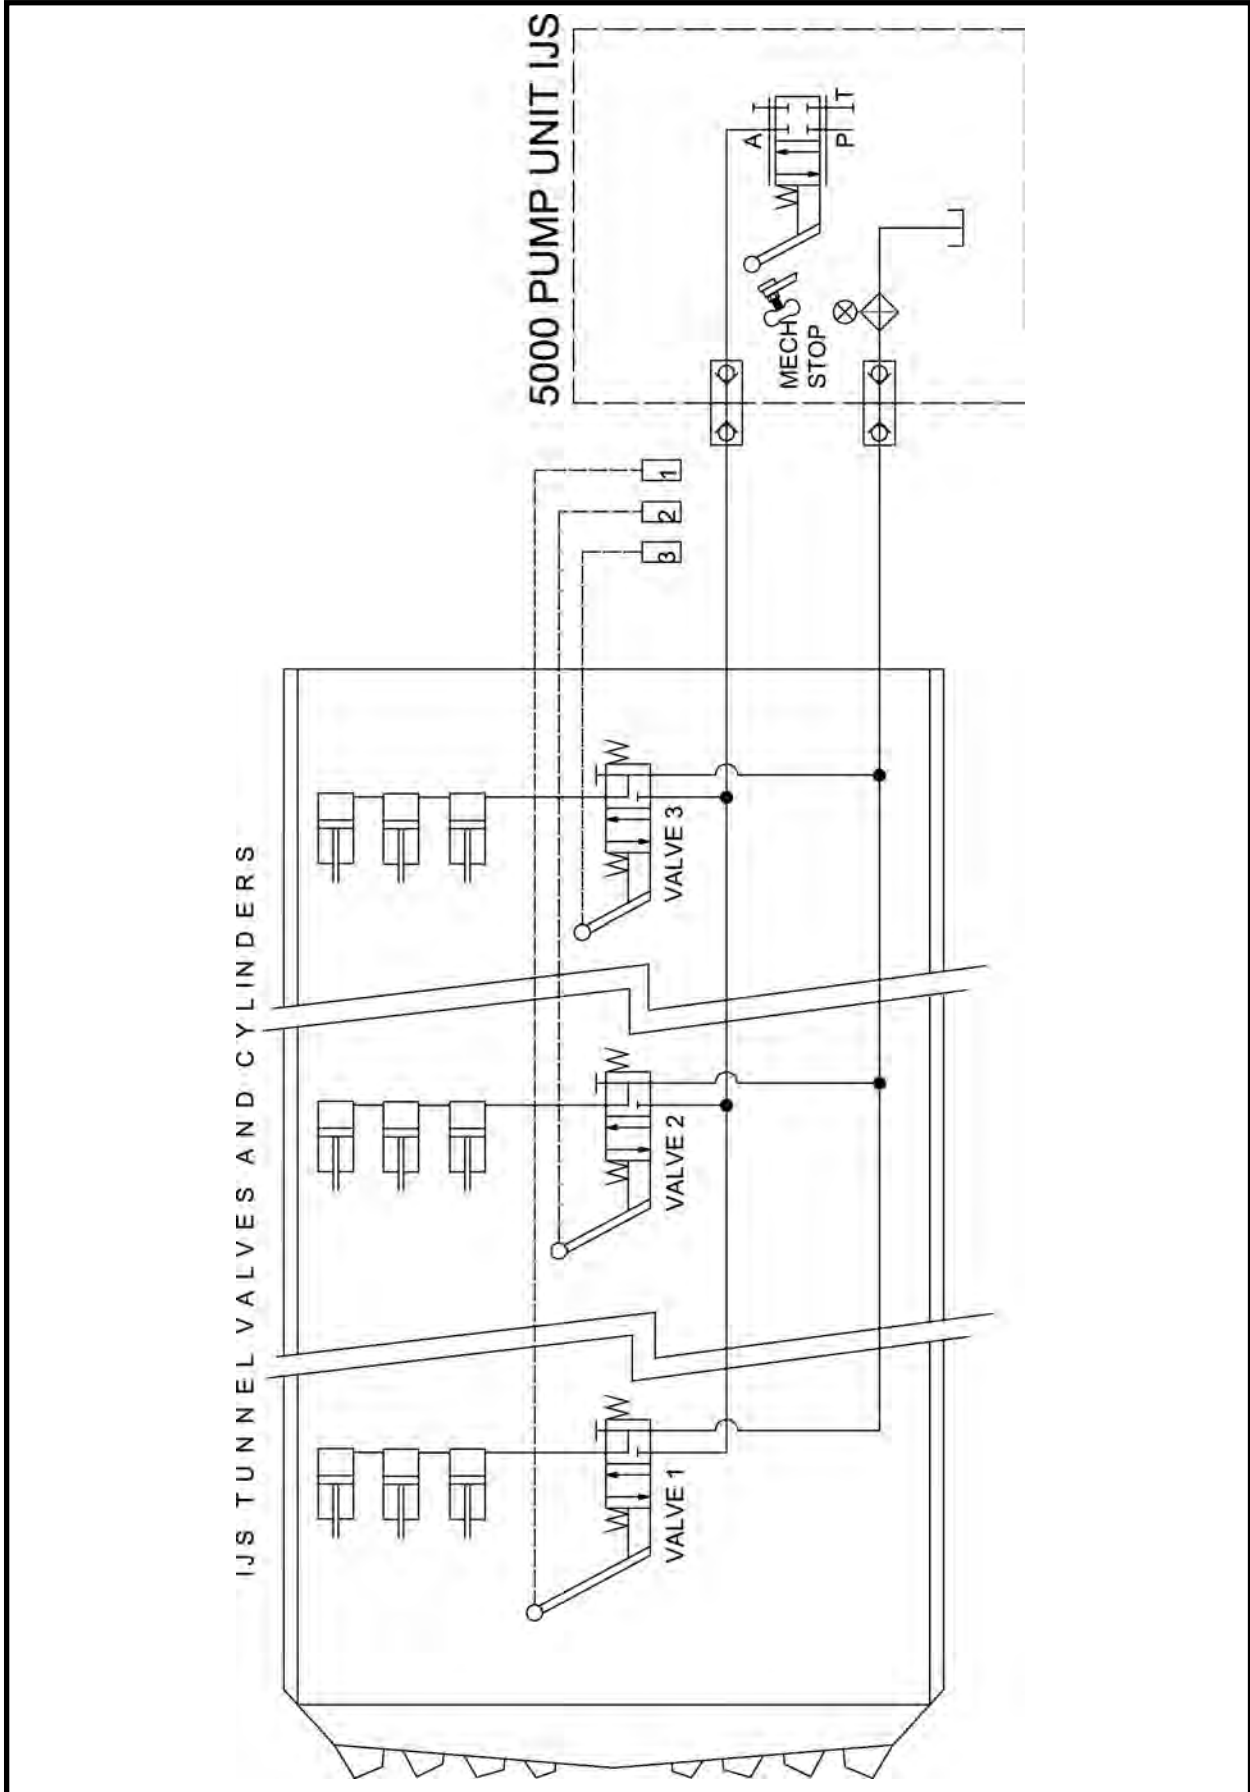 5000 PUMP UNIT IJS
A
T
P
MECH
STOP
1
2
3
IJS TUNNEL VALVES AND CYLINDERS
VALVE 3
VALVE 2
VALVE 1